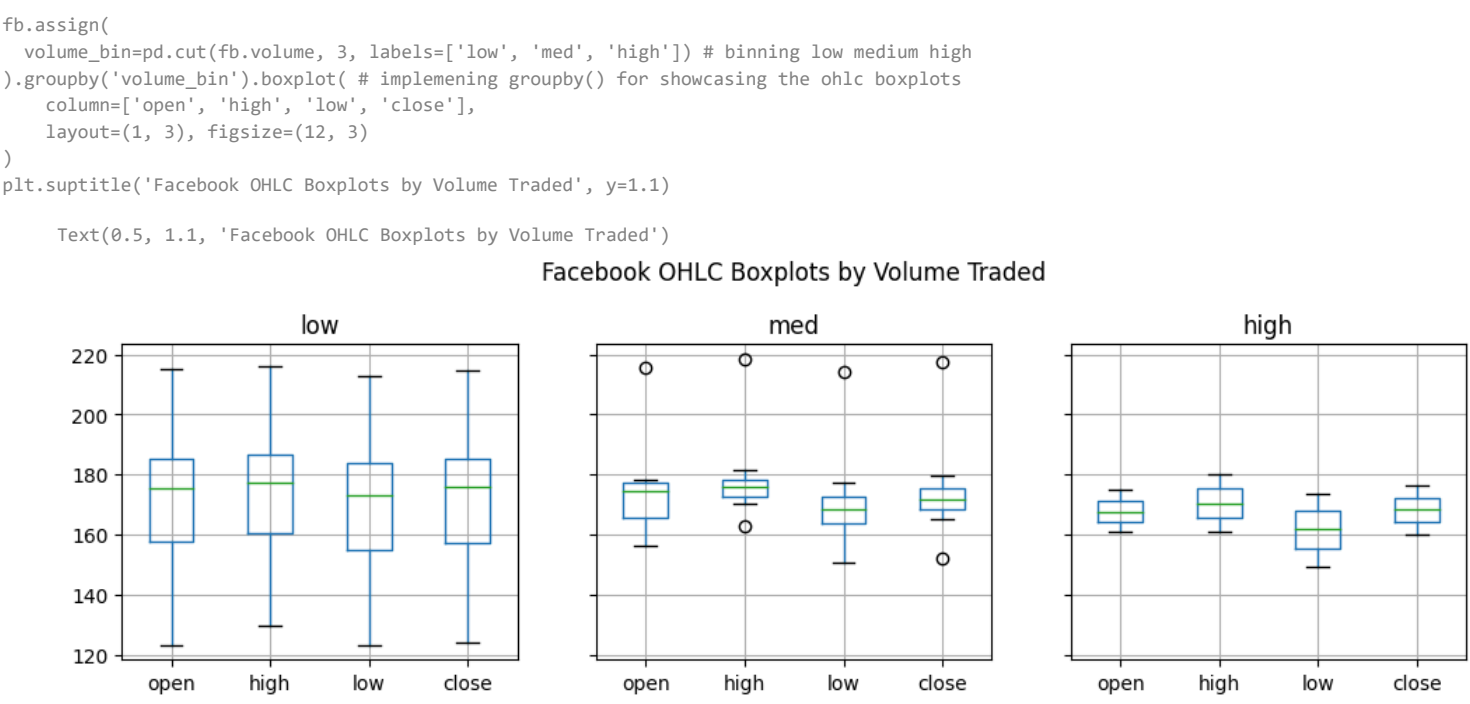 fb.assign(
  volume_bin=pd.cut(fb.volume, 3, labels=['low', 'med', 'high']) # binning low medium high
).groupby('volume_bin').boxplot( # implemening groupby() for showcasing the ohlc boxplots
    column=['open', 'high', 'low', 'close'],
    layout=(1, 3), figsize=(12, 3)
)
plt.suptitle('Facebook OHLC Boxplots by Volume Traded', y=1.1)
Text(0.5, 1.1, 'Facebook OHLC Boxplots by Volume Traded')
Facebook OHLC Boxplots by Volume Traded
low med high
220
200
180
160
140
120
open high low close open high low close open high low close